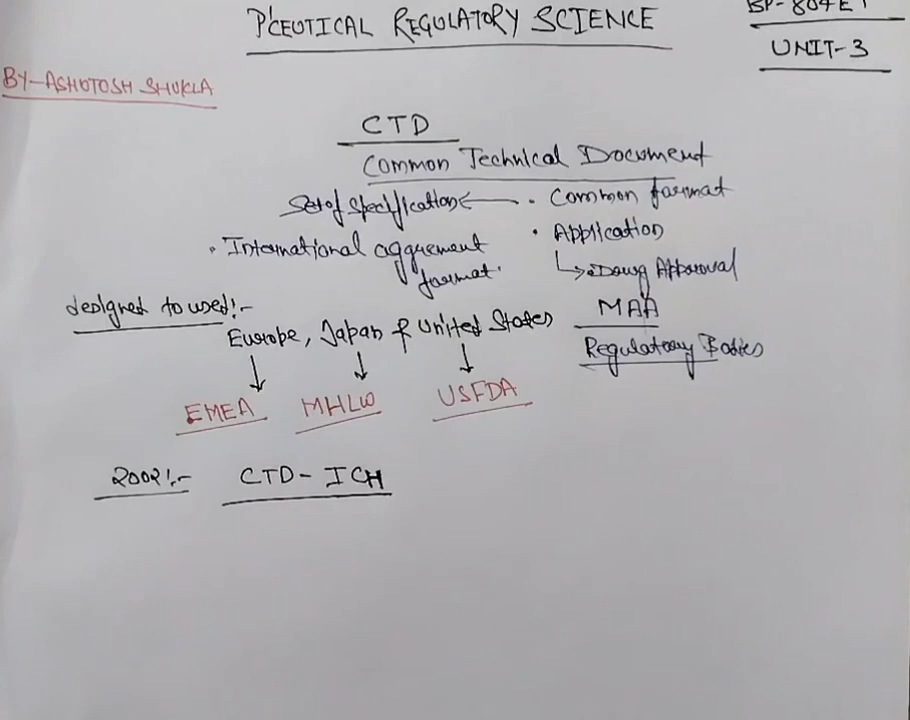 P'CEUTICAL REGULATORY SCIENCE
BP-804ET
UNIT-3
BY-ASHUTOSH SHUKLA
CTD
Common Technical Document
Set of Specification ← · Common format
· International aggrement format.
· Application
↳ Drug Approval
MAA
Regulatory Bodies
designed to used:-
Europe, Japan & United States
↓ ↓ ↓
EMEA MHLW USFDA
2002:- CTD - ICH